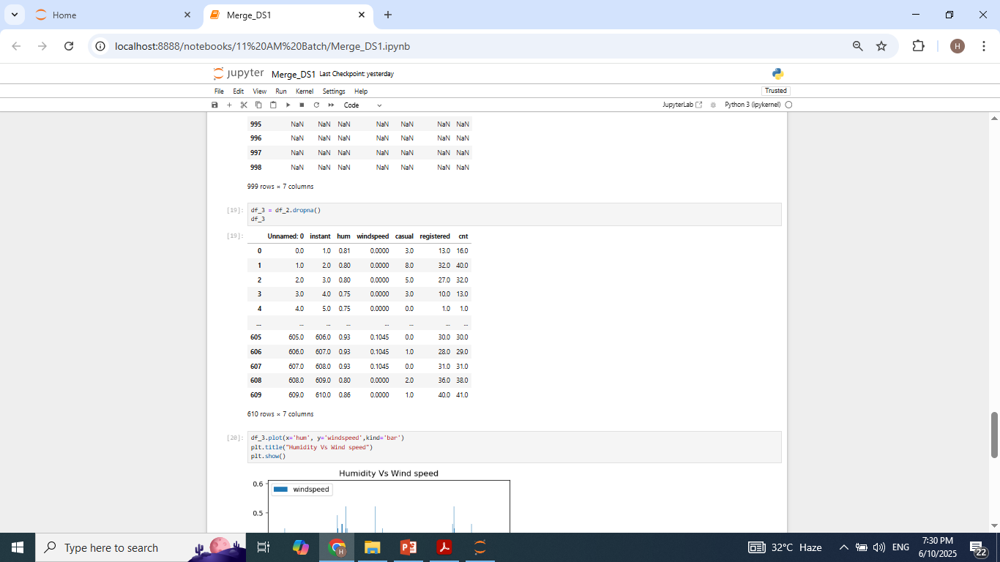 Home
Merge_DS1
localhost:8888/notebooks/11%20AM%20Batch/Merge_DS1.ipynb
H
jupyter Merge_DS1 Last Checkpoint: yesterday
File Edit View Run Kernel Settings Help
Trusted
Code
JupyterLab
Python 3 (ipykernel)
995 NaN NaN NaN NaN NaN NaN NaN
996 NaN NaN NaN NaN NaN NaN NaN
997 NaN NaN NaN NaN NaN NaN NaN
998 NaN NaN NaN NaN NaN NaN NaN
999 rows × 7 columns
[19]: df_3 = df_2.dropna()
df_3
[19]: Unnamed: 0 instant hum windspeed casual registered cnt
0 0.0 1.0 0.81 0.0000 3.0 13.0 16.0
1 1.0 2.0 0.80 0.0000 8.0 32.0 40.0
2 2.0 3.0 0.80 0.0000 5.0 27.0 32.0
3 3.0 4.0 0.75 0.0000 3.0 10.0 13.0
4 4.0 5.0 0.75 0.0000 0.0 1.0 1.0
... ... ... ... ... ... ... ...
605 605.0 606.0 0.93 0.1045 0.0 30.0 30.0
606 606.0 607.0 0.93 0.1045 1.0 28.0 29.0
607 607.0 608.0 0.93 0.1045 0.0 31.0 31.0
608 608.0 609.0 0.80 0.0000 2.0 36.0 38.0
609 609.0 610.0 0.86 0.0000 1.0 40.0 41.0
610 rows × 7 columns
[20]: df_3.plot(x='hum', y='windspeed',kind='bar')
plt.title("Humidity Vs Wind speed")
plt.show()
Humidity Vs Wind speed
0.6
windspeed
0.5
Type here to search
H
32°C Haze
ENG
7:30 PM
6/10/2025
22